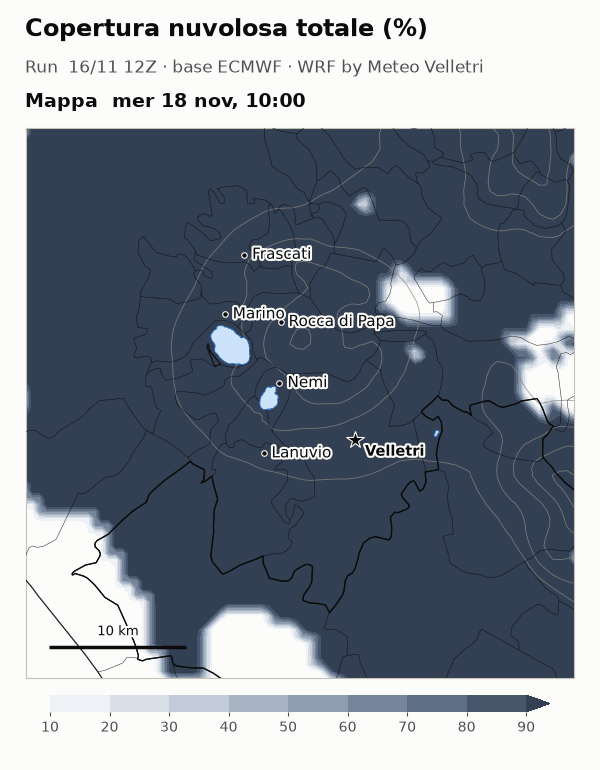 Copertura nuvolosa totale (%)
Run  16/11 12Z · base ECMWF · WRF by Meteo Velletri
Mappa  mer 18 nov, 10:00
Frascati
Marino
Rocca di Papa
Nemi
Velletri
Lanuvio
10 km
10 20 30 40 50 60 70 80 90